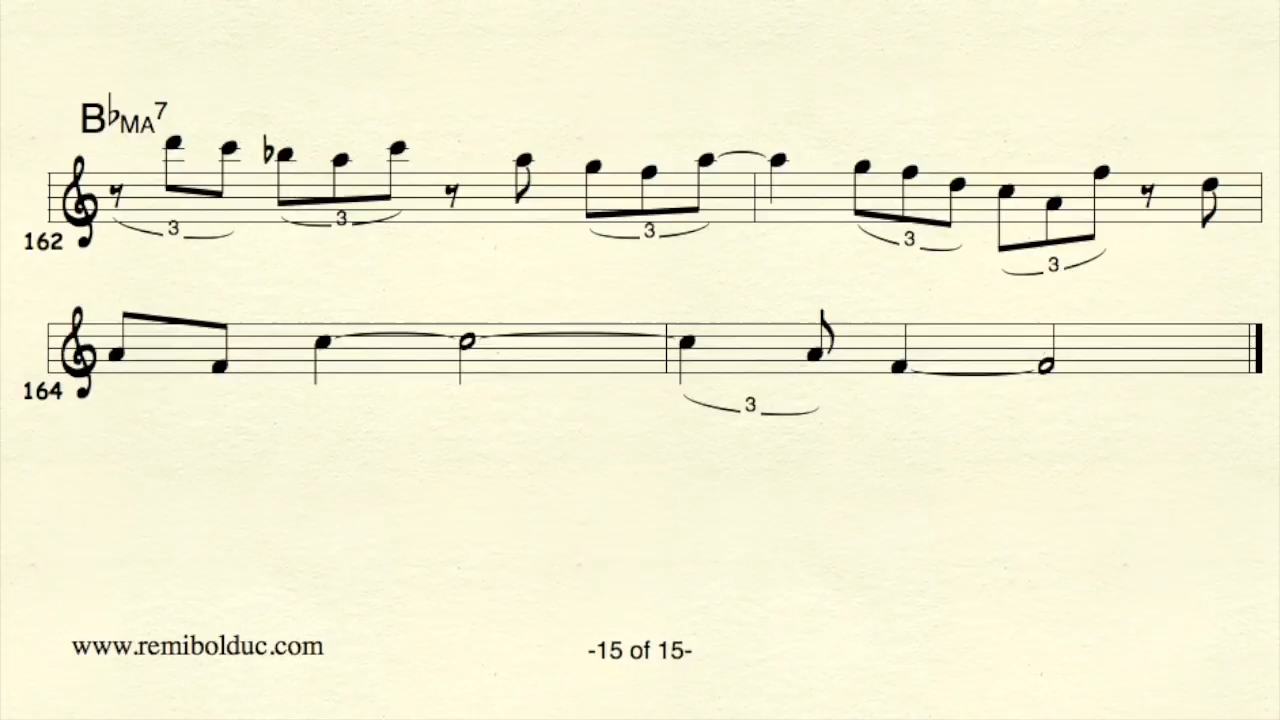 B♭MA7
3 3 3 3 3
162
164
3
www.remibolduc.com
-15 of 15-